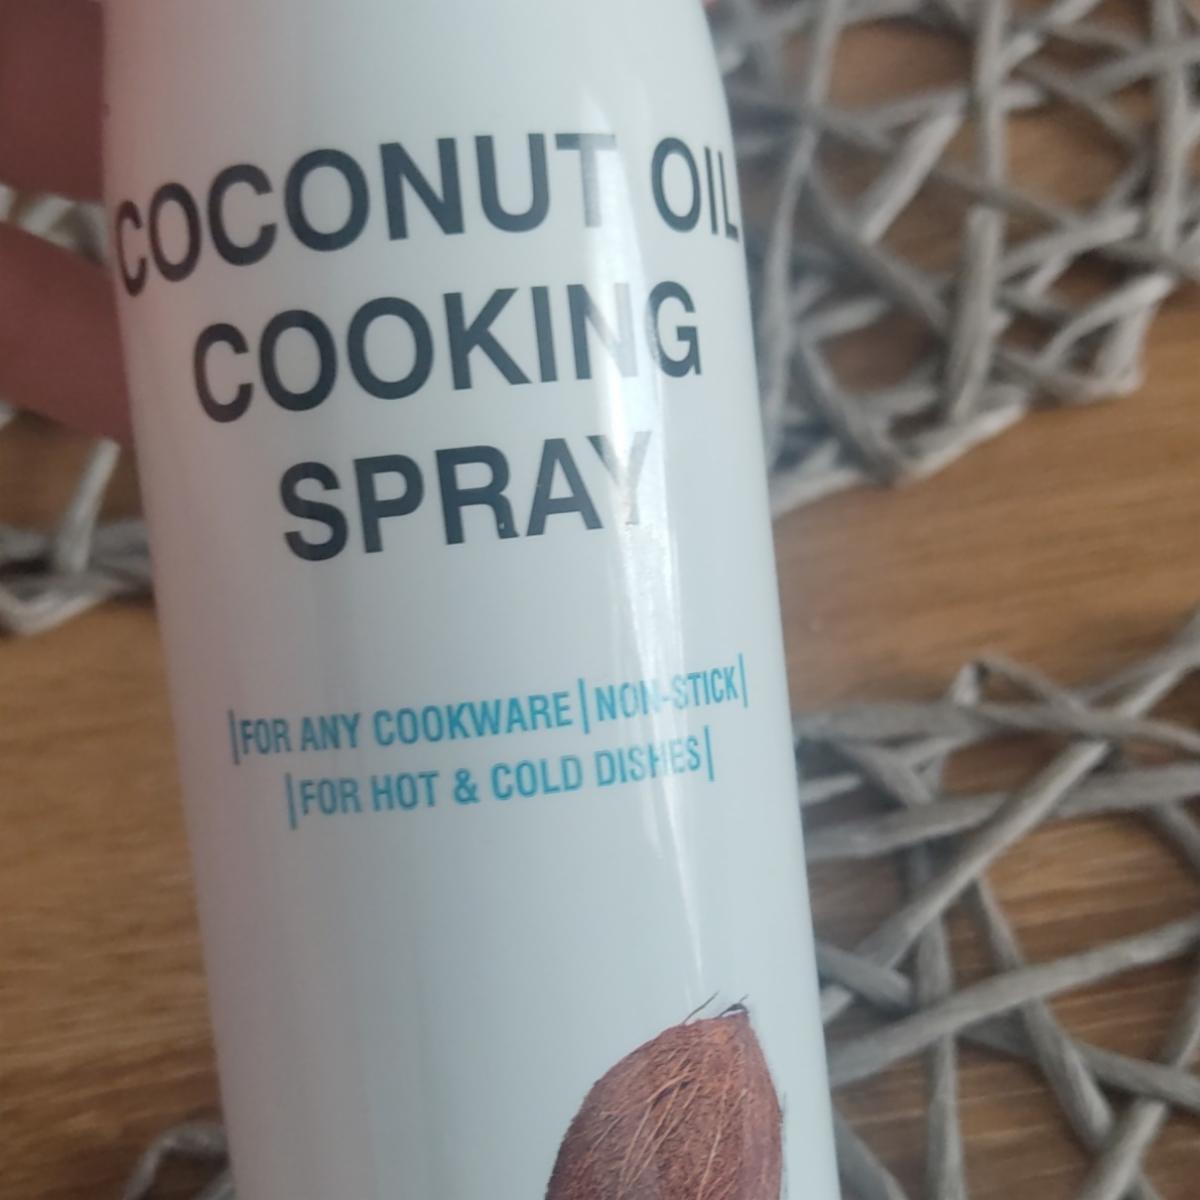 COCONUT OIL
COOKING
SPRAY
|FOR ANY COOKWARE|NON-STICK|
|FOR HOT & COLD DISHES|